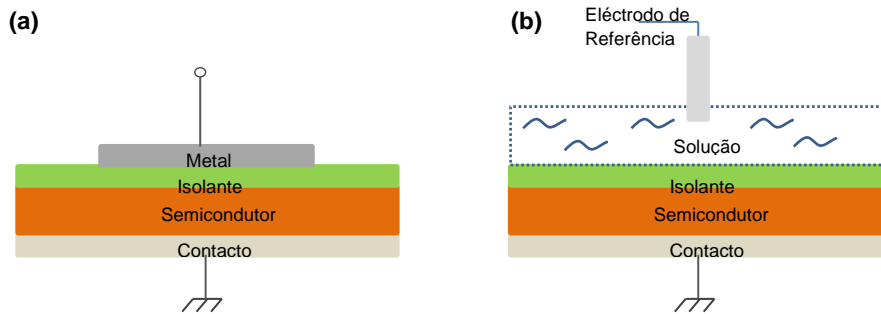 (a)
Metal
Isolante
Semicondutor
Contacto
(b)
Eléctrodo de
Referência
Solução
Isolante
Semicondutor
Contacto